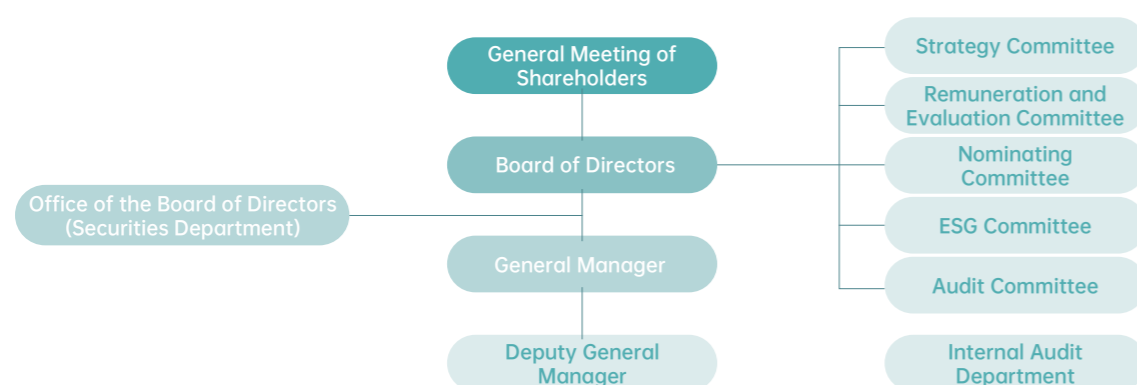 General Meeting of
Shareholders
Board of Directors
Office of the Board of Directors
(Securities Department)
General Manager
Deputy General
Manager
Strategy Committee
Remuneration and
Evaluation Committee
Nominating
Committee
ESG Committee
Audit Committee
Internal Audit
Department